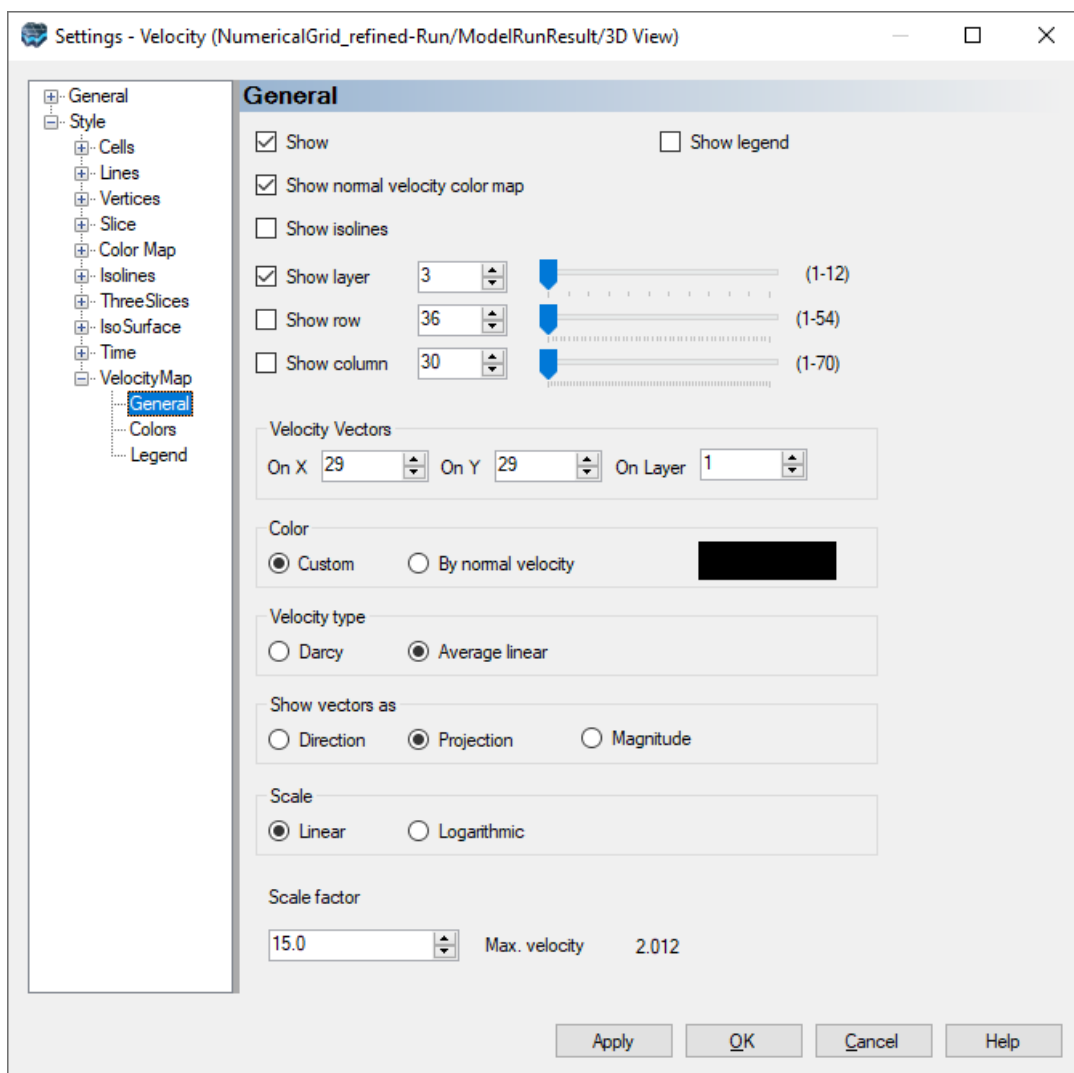 Settings - Velocity (NumericalGrid_refined-Run/ModelRunResult/3D View)
General
Style
Cells
Lines
Vertices
Slice
Color Map
Isolines
ThreeSlices
IsoSurface
Time
VelocityMap
General
Colors
Legend
General
Show Show legend
Show normal velocity color map
Show isolines
Show layer 3 (1-12)
Show row 36 (1-54)
Show column 30 (1-70)
Velocity Vectors
On X 29 On Y 29 On Layer 1
Color
Custom By normal velocity
Velocity type
Darcy Average linear
Show vectors as
Direction Projection Magnitude
Scale
Linear Logarithmic
Scale factor
15.0 Max. velocity 2.012
Apply OK Cancel Help